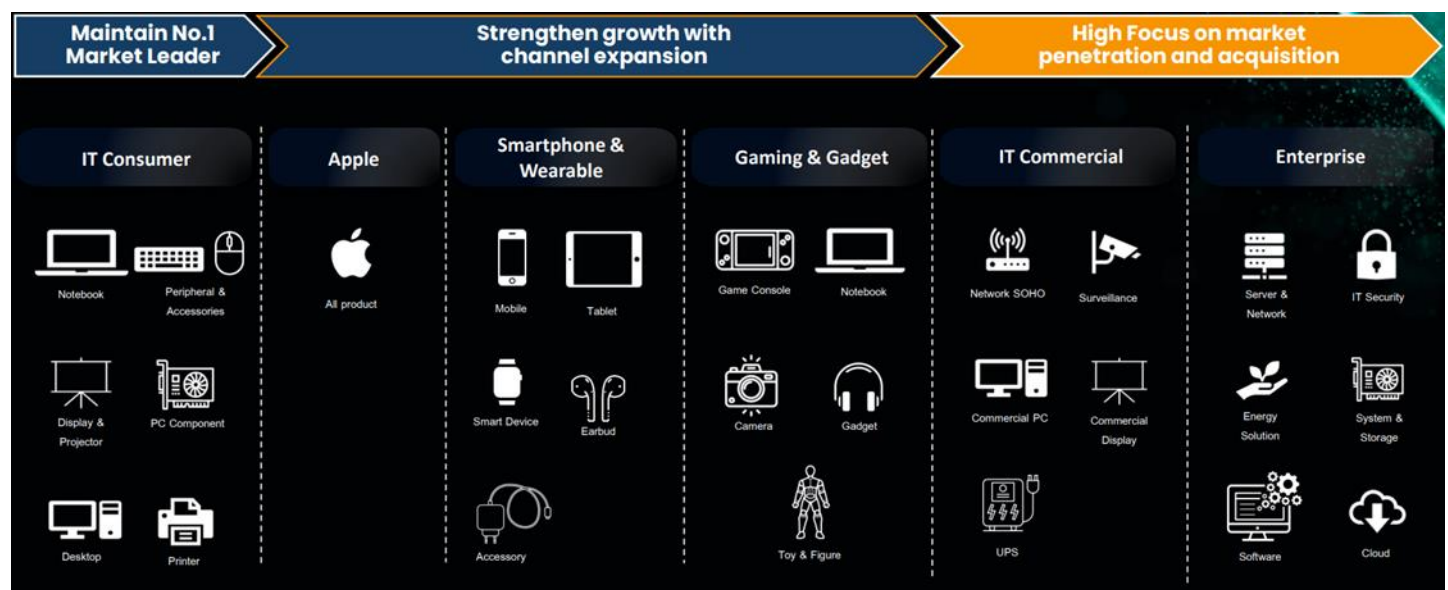 Maintain No.1
Market Leader
Strengthen growth with
channel expansion
High Focus on market
penetration and acquisition
IT Consumer
Notebook
Peripheral &
Accessories
Display &
Projector
PC Component
Desktop
Printer
Apple
All product
Smartphone &
Wearable
Mobile
Tablet
Smart Device
Earbud
Accessory
Gaming & Gadget
Game Console
Notebook
Camera
Gadget
Toy & Figure
IT Commercial
Network SOHO
Surveillance
Commercial PC
Commercial
Display
UPS
Enterprise
Server &
Network
IT Security
Energy
Solution
System &
Storage
Software
Cloud